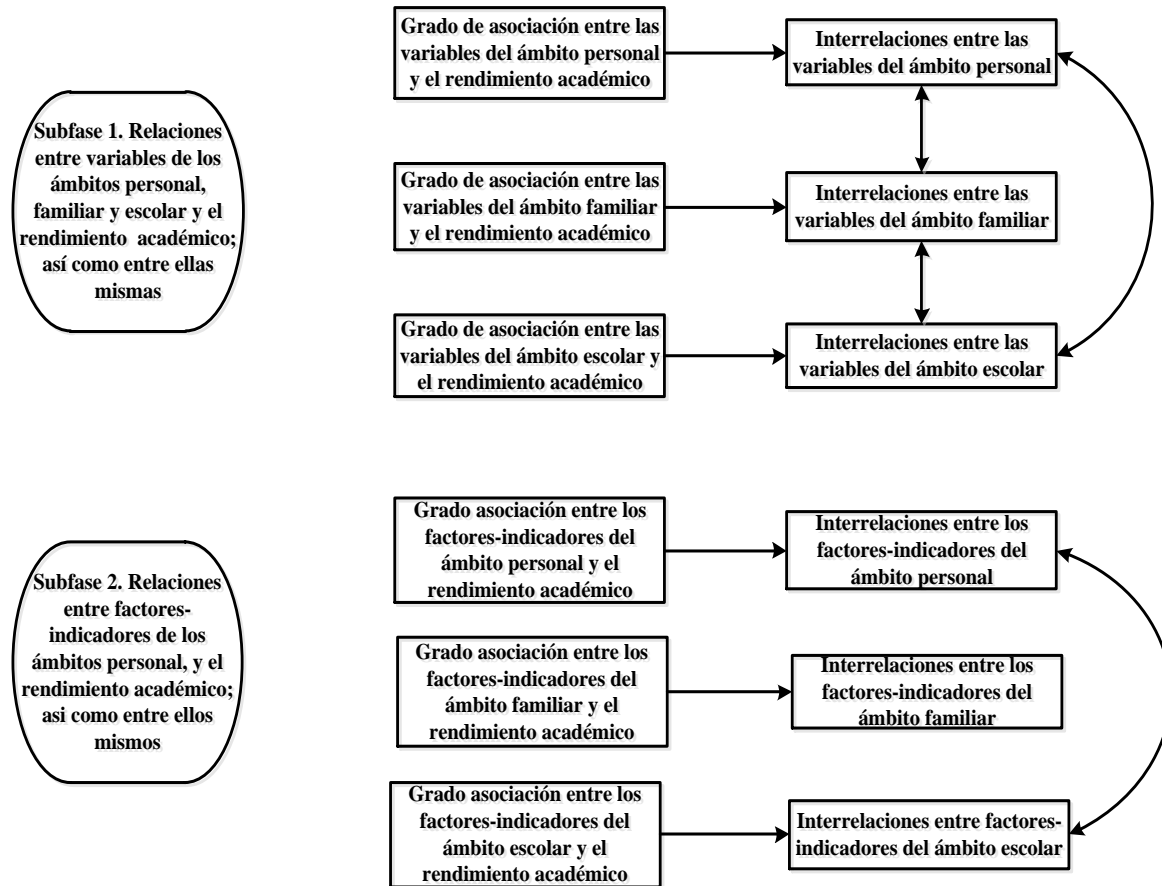 Subfase 1. Relaciones
entre variables de los
ámbitos personal,
familiar y escolar y el
rendimiento académico;
así como entre ellas
mismas
Grado de asociación entre las
variables del ámbito personal
y el rendimiento académico
Interrelaciones entre las
variables del ámbito personal
Grado de asociación entre las
variables del ámbito familiar
y el rendimiento académico
Interrelaciones entre las
variables del ámbito familiar
Grado de asociación entre las
variables del ámbito escolar y
el rendimiento académico
Interrelaciones entre las
variables del ámbito escolar
Subfase 2. Relaciones
entre factores-
indicadores de los
ámbitos personal, y el
rendimiento académico;
asi como entre ellos
mismos
Grado asociación entre los
factores-indicadores del
ámbito personal y el
rendimiento académico
Interrelaciones entre los
factores-indicadores del
ámbito personal
Grado asociación entre los
factores-indicadores del
ámbito familiar y el
rendimiento académico
Interrelaciones entre los
factores-indicadores del
ámbito familiar
Grado asociación entre los
factores-indicadores del
ámbito escolar y el
rendimiento académico
Interrelaciones entre factores-
indicadores del ámbito escolar